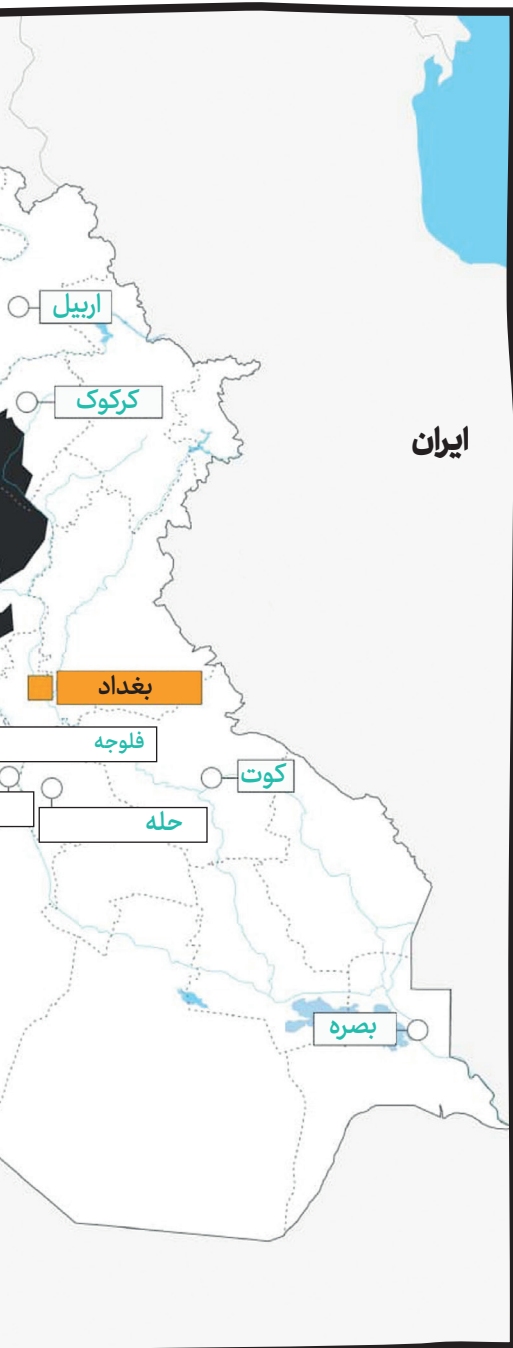 اربیل
کرکوک
ایران
بغداد
فلوجه
کوت
حله
بصره